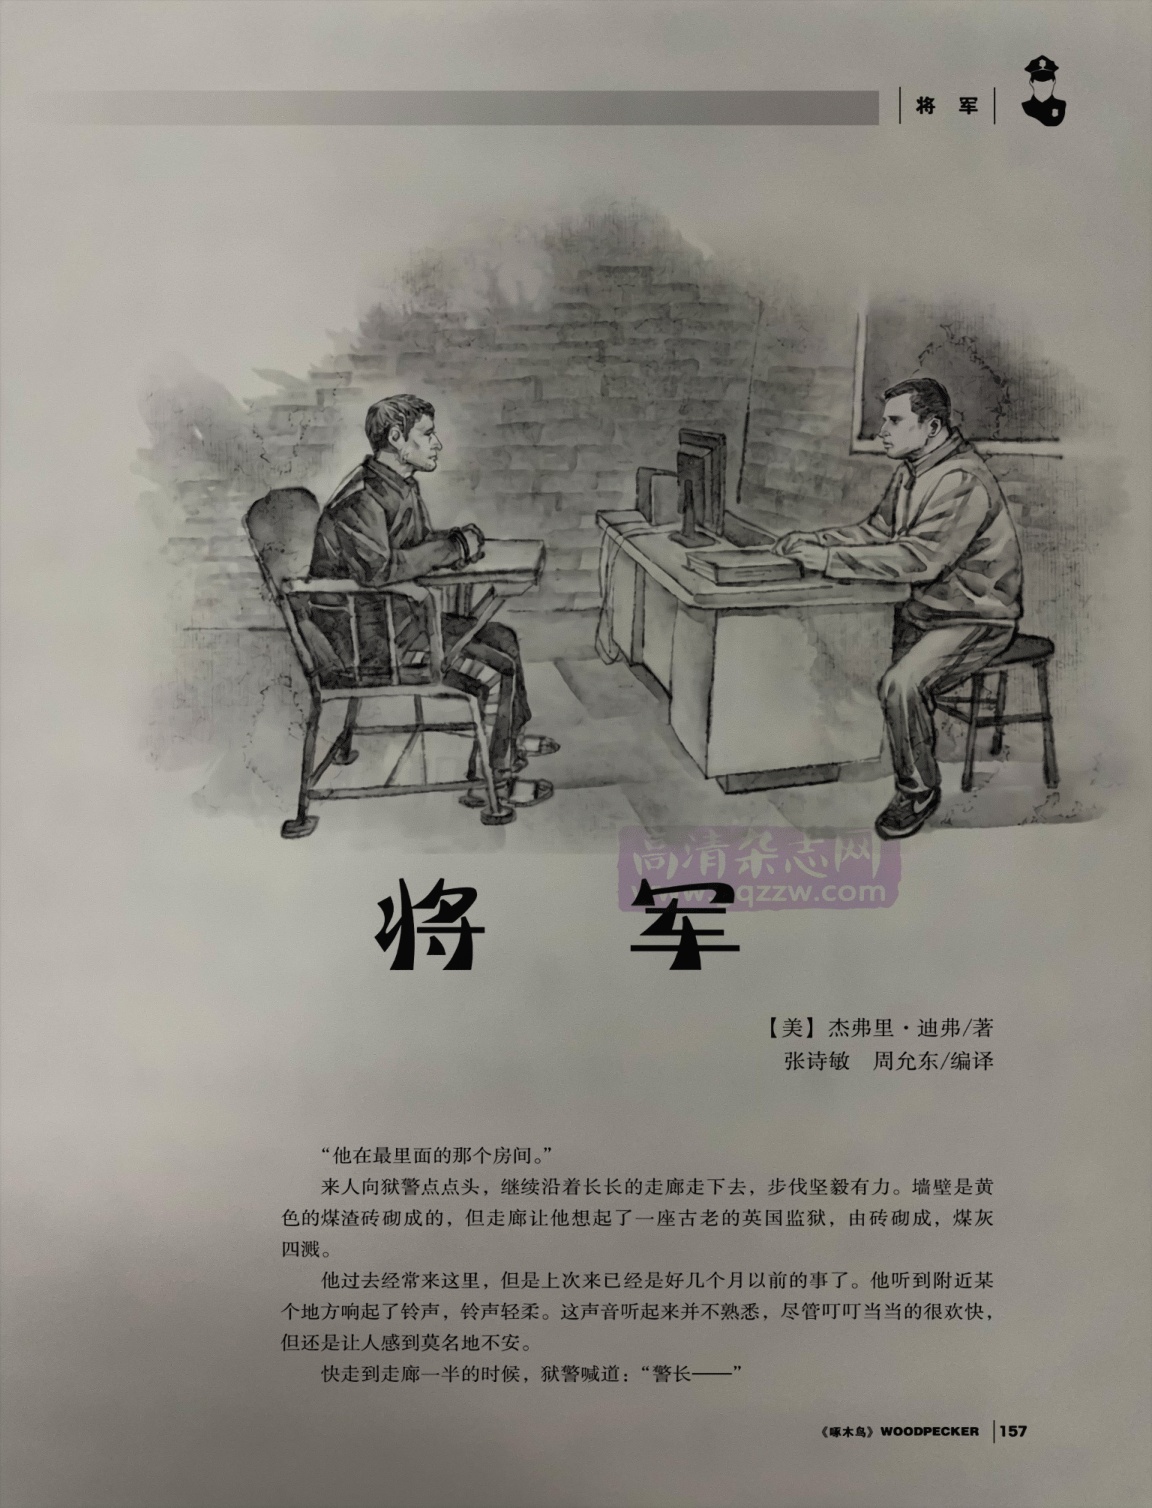 将 军
高清杂志网
qzzw.com
将 军
【美】杰弗里·迪弗/著
张诗敏 周允东/编译
“他在最里面的那个房间。”
来人向狱警点点头，继续沿着长长的走廊走下去，步伐坚毅有力。墙壁是黄
色的煤渣砖砌成的，但走廊让他想起了一座古老的英国监狱，由砖砌成，煤灰
四溅。
他过去经常来这里，但是上次来已经是好几个月以前的事了。他听到附近某
个地方响起了铃声，铃声轻柔。这声音听起来并不熟悉，尽管叮叮当当的很欢快，
但还是让人感到莫名地不安。
快走到走廊一半的时候，狱警喊道：“警长——”
《啄木鸟》WOODPECKER 157